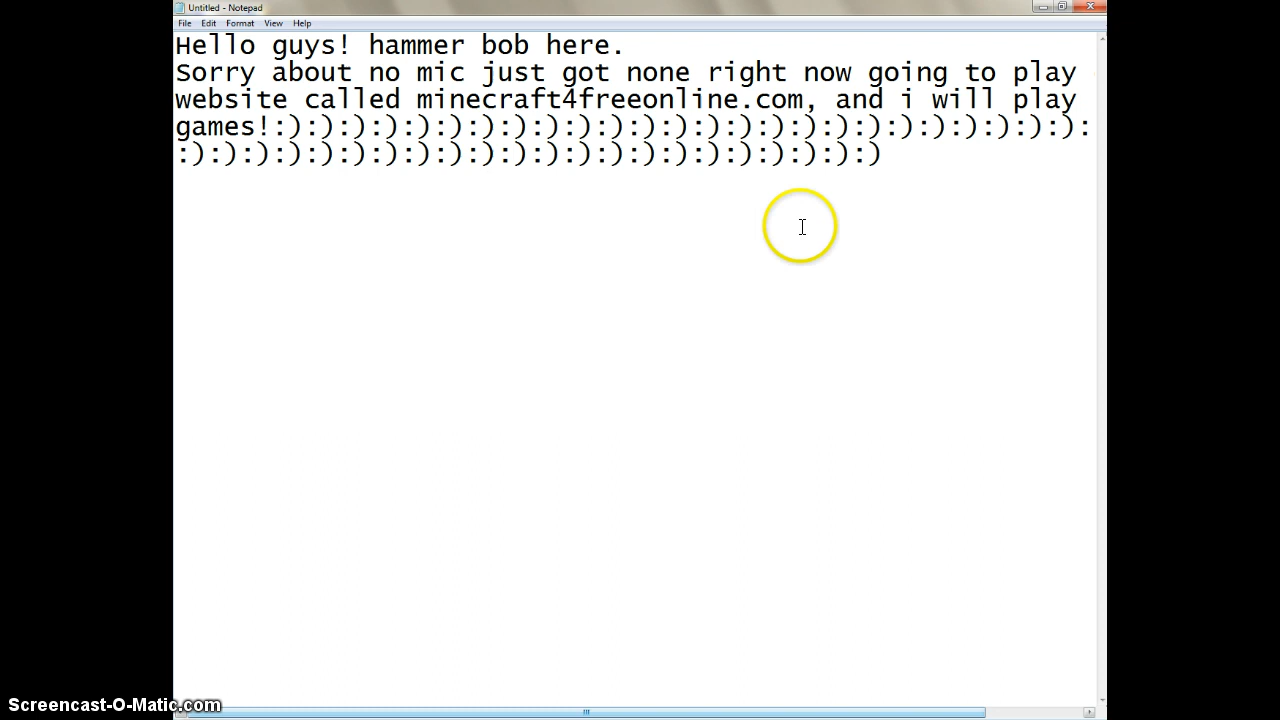 Untitled - Notepad
File Edit Format View Help
Hello guys! hammer bob here.
Sorry about no mic just got none right now going to play
website called minecraft4freeonline.com, and i will play
games!:):):):):):):):):):):):):):):):):):):):):):):):):):
:):):):):):):):):):):):):):):):):):):):):):)
Screencast-O-Matic.com